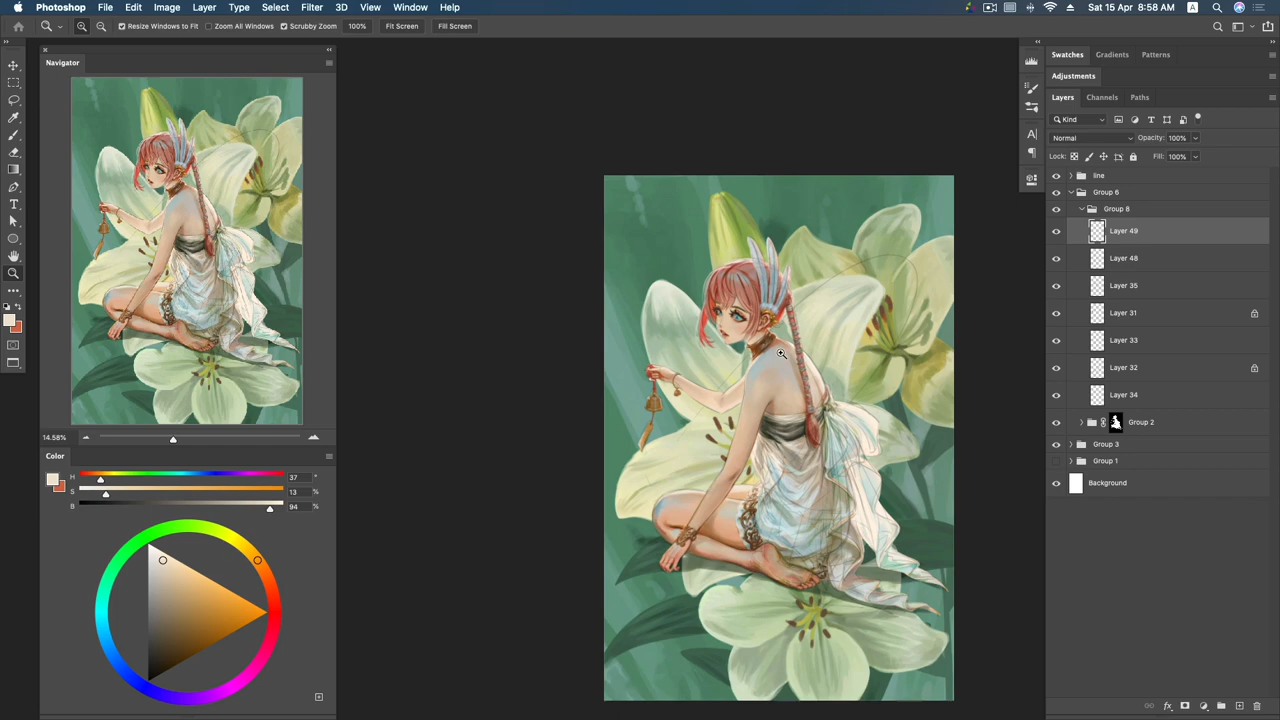 Photoshop File Edit Image Layer Type Select Filter 3D View Window Help Sat 15 Apr 8:58 AM A
Resize Windows to Fit Zoom All Windows Scrubby Zoom 100% Fit Screen Fill Screen
Navigator
14.58%
Color
H 37 °
S 13 %
B 94 %
Swatches Gradients Patterns
Adjustments
Layers Channels Paths
Kind
Normal Opacity: 100%
Lock: Fill: 100%
line
Group 6
Group 8
Layer 49
Layer 48
Layer 35
Layer 31
Layer 33
Layer 32
Layer 34
Group 2
Group 3
Group 1
Background